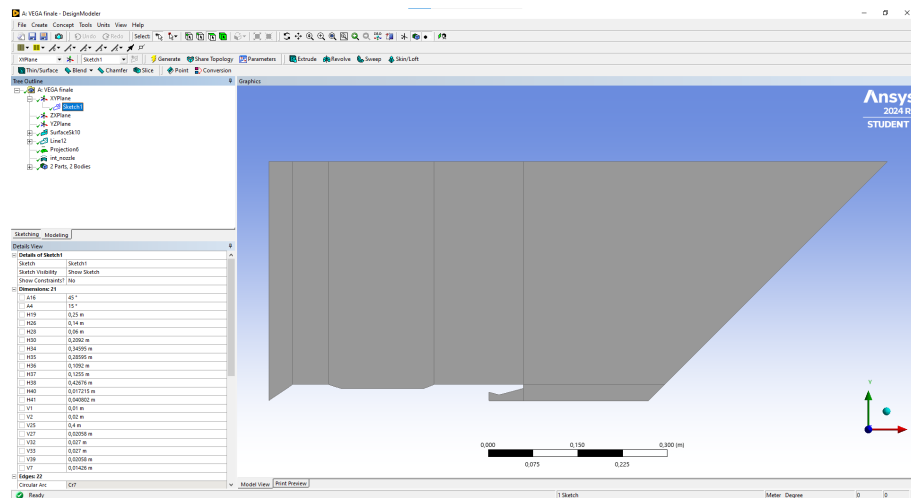 A: VEGA finale - DesignModeler
File Create Concept Tools Units View Help
Undo Redo Select:
XYPlane Sketch1 Generate Share Topology Parameters Extrude Revolve Sweep Skin/Loft
Thin/Surface Blend Chamfer Slice Point Conversion
Tree Outline
A: VEGA finale
XYPlane
Sketch1
ZXPlane
YZPlane
SurfaceSk10
Line12
Projection6
int_nozzle
2 Parts, 2 Bodies
Sketching Modeling
Details View
Details of Sketch1
Sketch Sketch1
Sketch Visibility Show Sketch
Show Constraints? No
Dimensions: 21
A16 45 °
A4 15 °
H19 0,25 m
H26 0,14 m
H28 0,06 m
H30 0,2092 m
H34 0,34595 m
H35 0,28595 m
H36 0,1092 m
H37 0,1255 m
H38 0,42676 m
H40 0,017215 m
H41 0,040802 m
V1 0,01 m
V2 0,02 m
V25 0,4 m
V27 0,02058 m
V32 0,027 m
V33 0,027 m
V39 0,02058 m
V7 0,01426 m
Edges: 22
Circular Arc Cr7
Graphics
Ansys
2024 R
STUDENT
Y
0,000 0,150 0,300 (m)
0,075 0,225
Model View Print Preview
Ready 1 Sketch Meter Degree 0 0